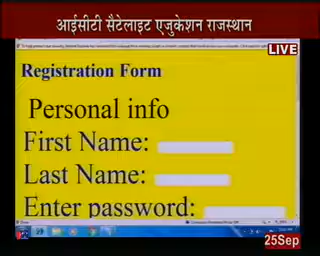 आईसीटी सैटेलाइट एजुकेशन राजस्थान
LIVE
Registration Form
Personal info
First Name:
Last Name:
Enter password:
25Sep